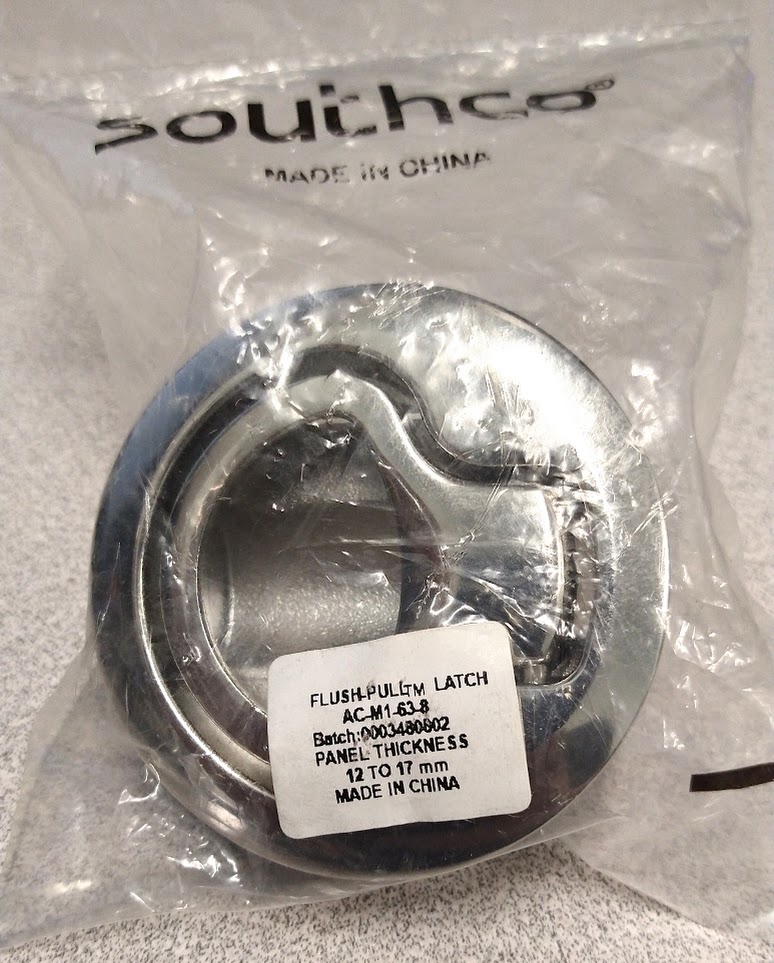 southco®
MADE IN CHINA
FLUSH-PULL™ LATCH
AC-M1-63-8
Batch:0003480802
PANEL THICKNESS
12 TO 17 mm
MADE IN CHINA